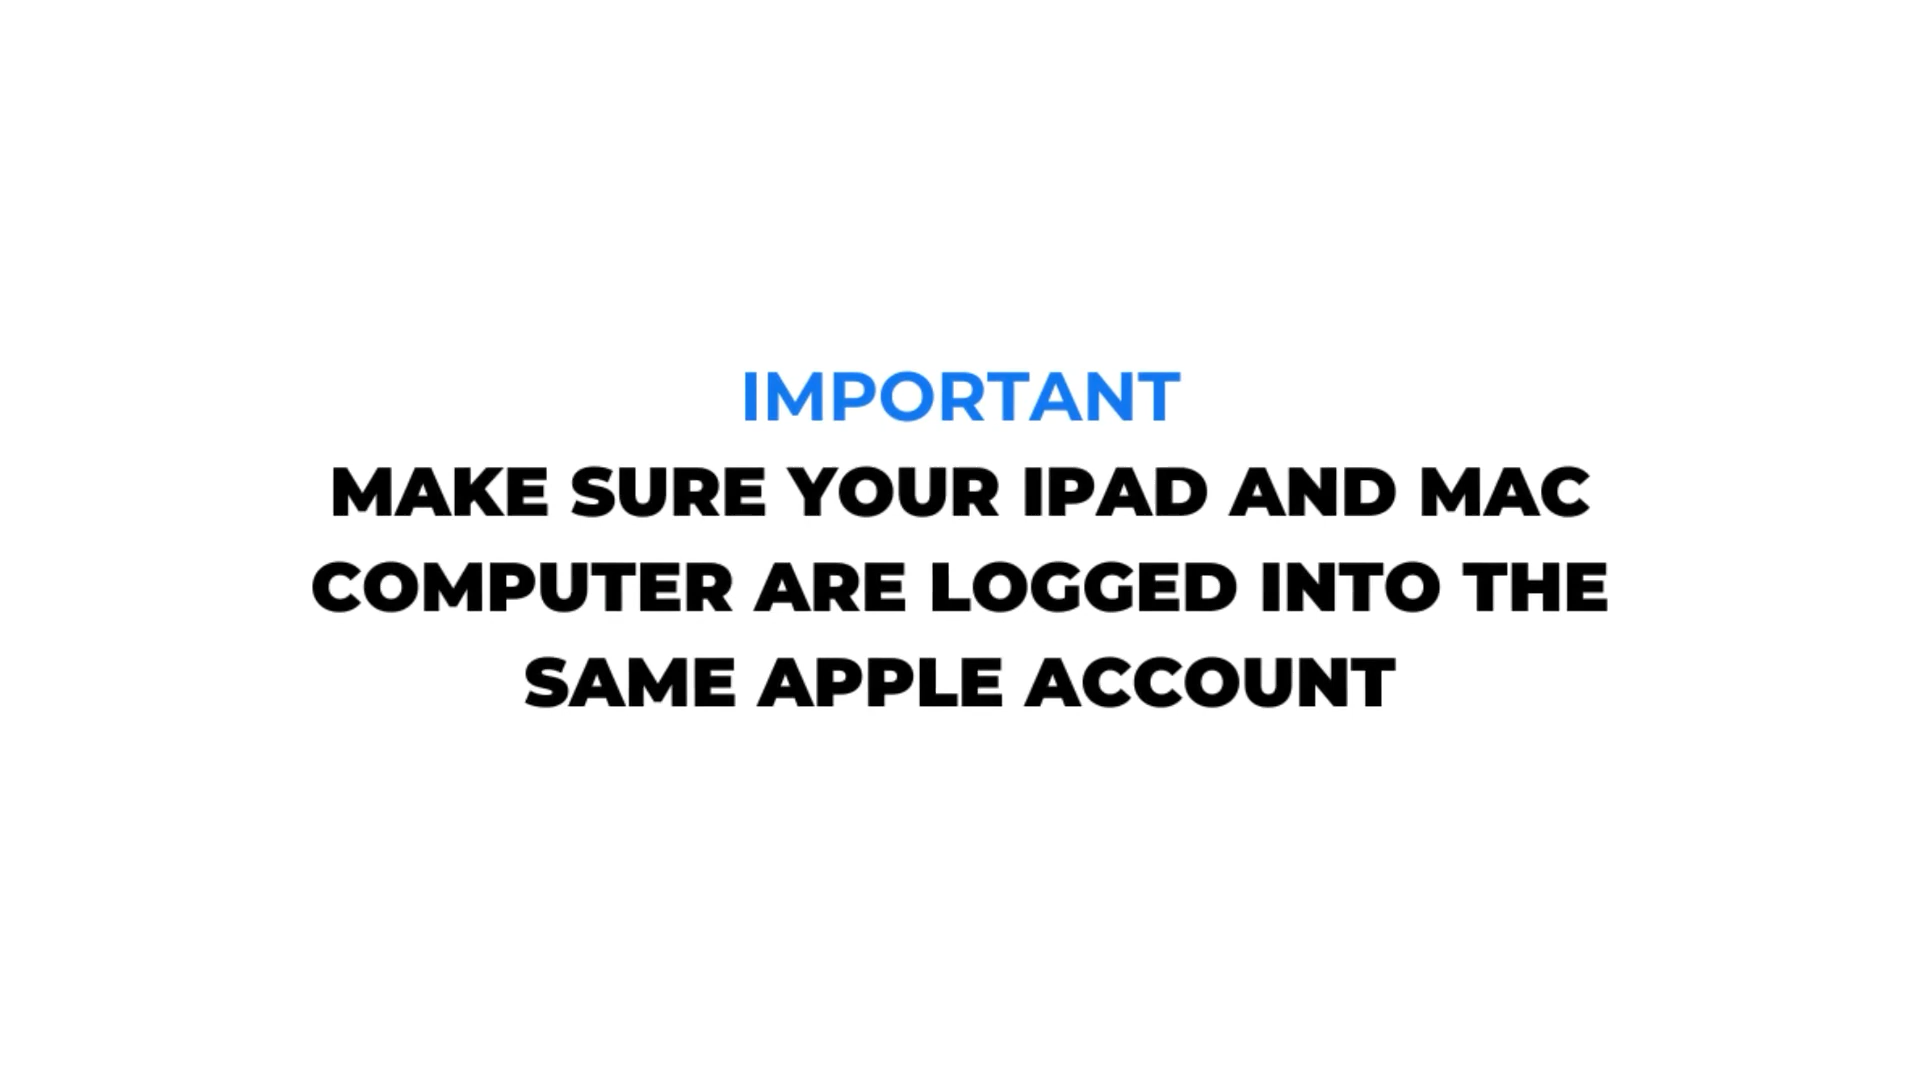 IMPORTANT
MAKE SURE YOUR IPAD AND MAC
COMPUTER ARE LOGGED INTO THE
SAME APPLE ACCOUNT